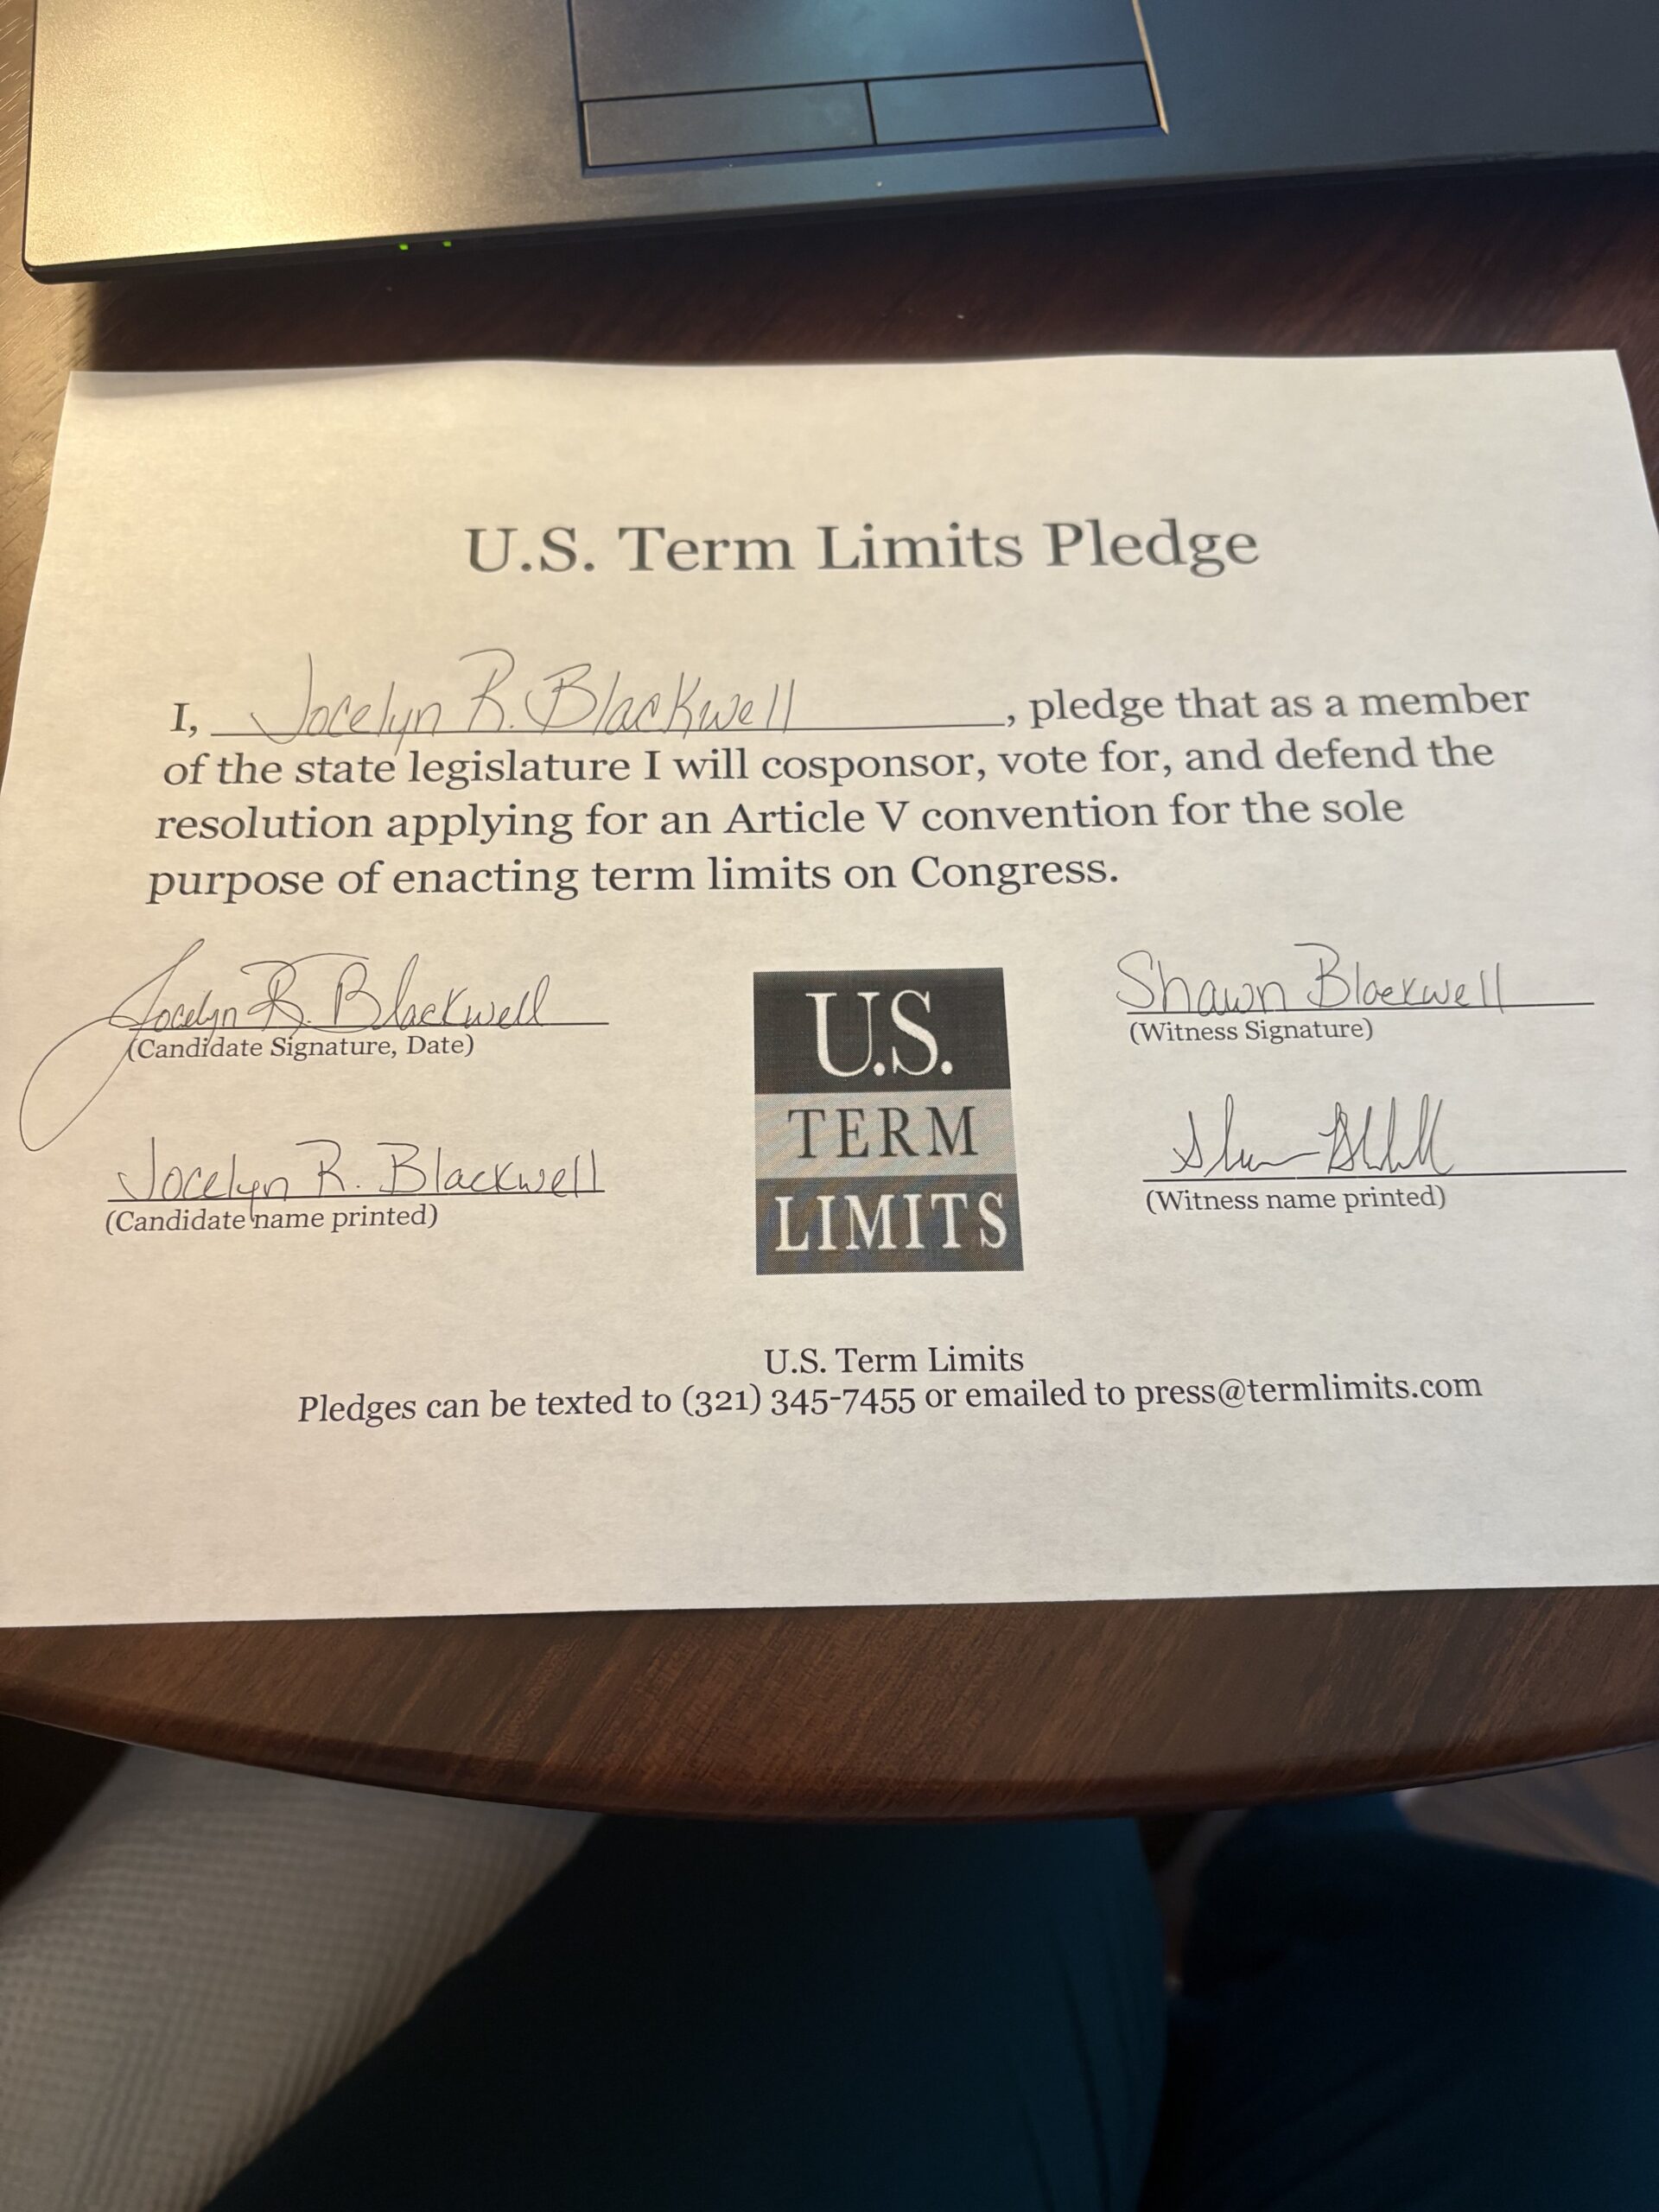 U.S. Term Limits Pledge
I, Jocelyn R. Blackwell, pledge that as a member
of the state legislature I will cosponsor, vote for, and defend the
resolution applying for an Article V convention for the sole
purpose of enacting term limits on Congress.
Jocelyn R. Blackwell
(Candidate Signature, Date)
Jocelyn R. Blackwell
(Candidate name printed)
U.S.
TERM
LIMITS
Shawn Blackwell
(Witness Signature)
(Witness name printed)
U.S. Term Limits
Pledges can be texted to (321) 345-7455 or emailed to press@termlimits.com